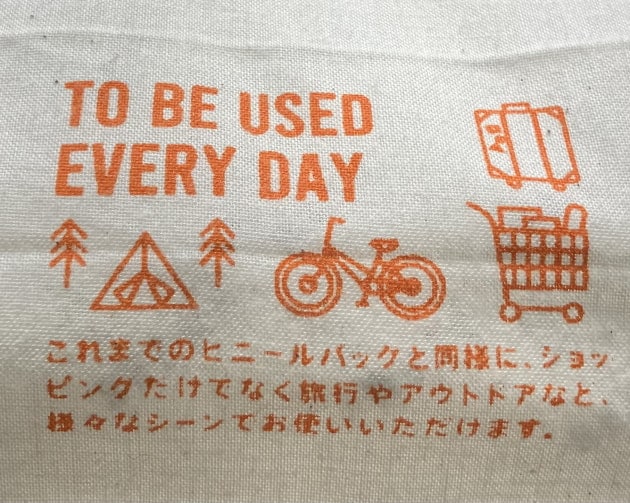 TO BE USED
EVERY DAY
これまでのビニールバックと同様に、ショッ
ピングだけでなく旅行やアウトドアなど、
様々なシーンでお使いいただけます。